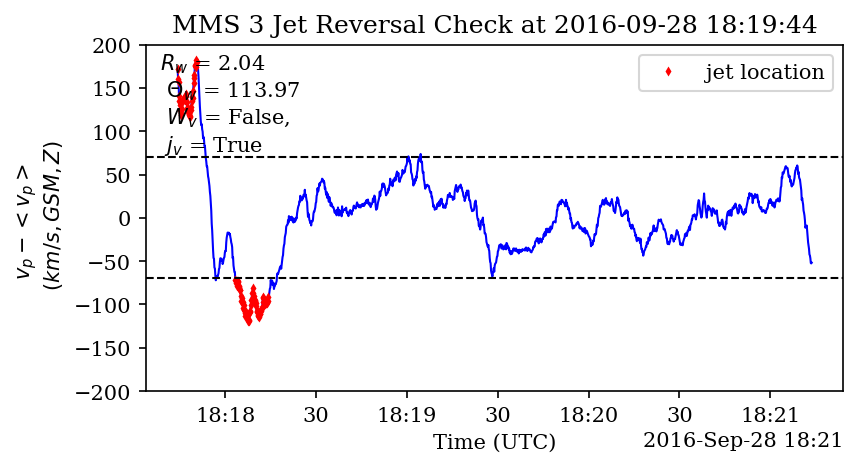 MMS 3 Jet Reversal Check at 2016-09-28 18:19:44
R_w = 2.04
Θ_w = 113.97
W_v = False,
j_v = True
jet location
v_p − < v_p >
(km/s, GSM, Z)
200
150
100
50
0
−50
−100
−150
−200
18:18 30 18:19 30 18:20 30 18:21
Time (UTC)
2016-Sep-28 18:21